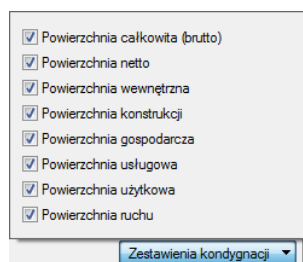 Powierzchnia całkowita (brutto)
Powierzchnia netto
Powierzchnia wewnętrzna
Powierzchnia konstrukcji
Powierzchnia gospodarcza
Powierzchnia usługowa
Powierzchnia użytkowa
Powierzchnia ruchu
Zestawienia kondygnacji